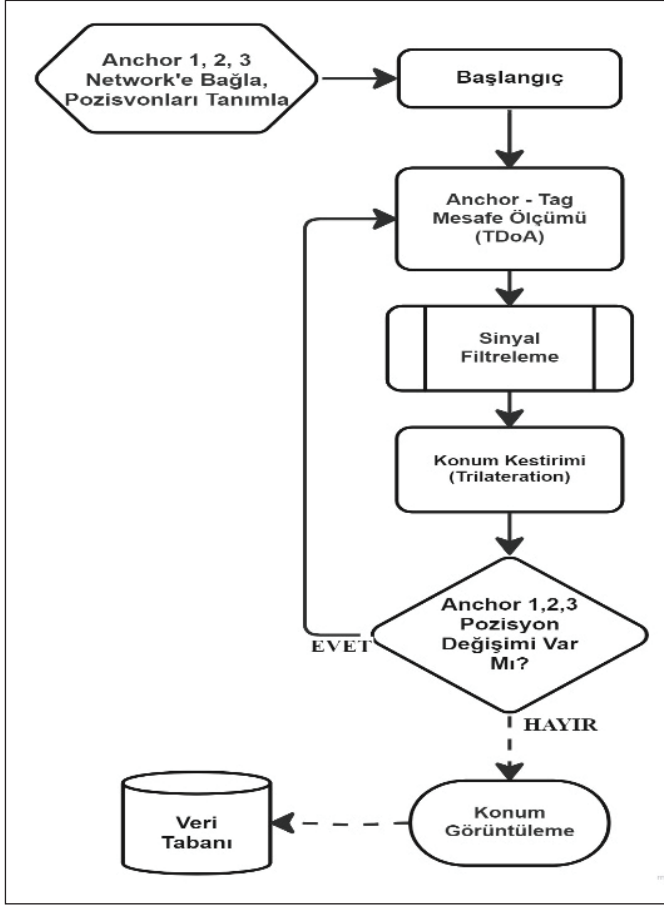 Anchor 1, 2, 3
Network'e Bağla,
Pozisvonları Tanımla
Başlangıç
Anchor - Tag
Mesafe Ölçümü
(TDoA)
Sinyal
Filtreleme
Konum Kestirimi
(Trilateration)
Anchor 1,2,3
Pozisyon
Değişimi Var
Mı?
EVET
HAYIR
Konum
Görüntüleme
Veri
Tabanı